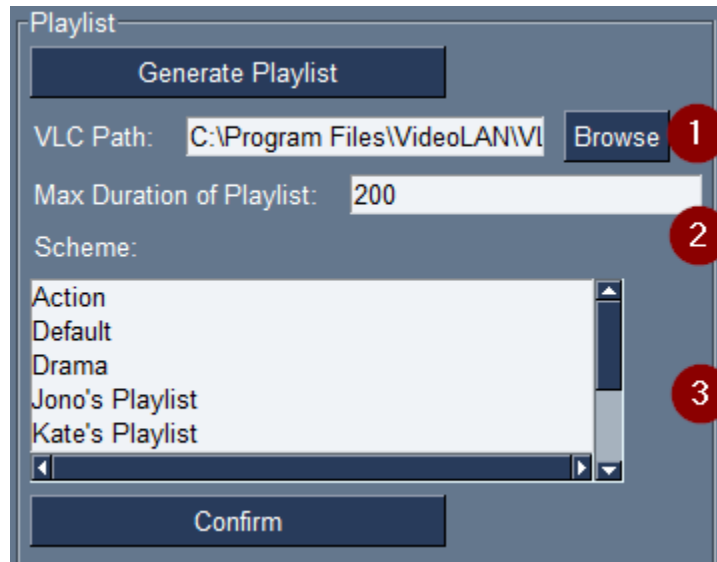 Playlist
Generate Playlist
VLC Path: C:\Program Files\VideoLAN\VL Browse 1
Max Duration of Playlist: 200
2
Scheme:
Action
Default
Drama
Jono's Playlist
3
Kate's Playlist
Confirm